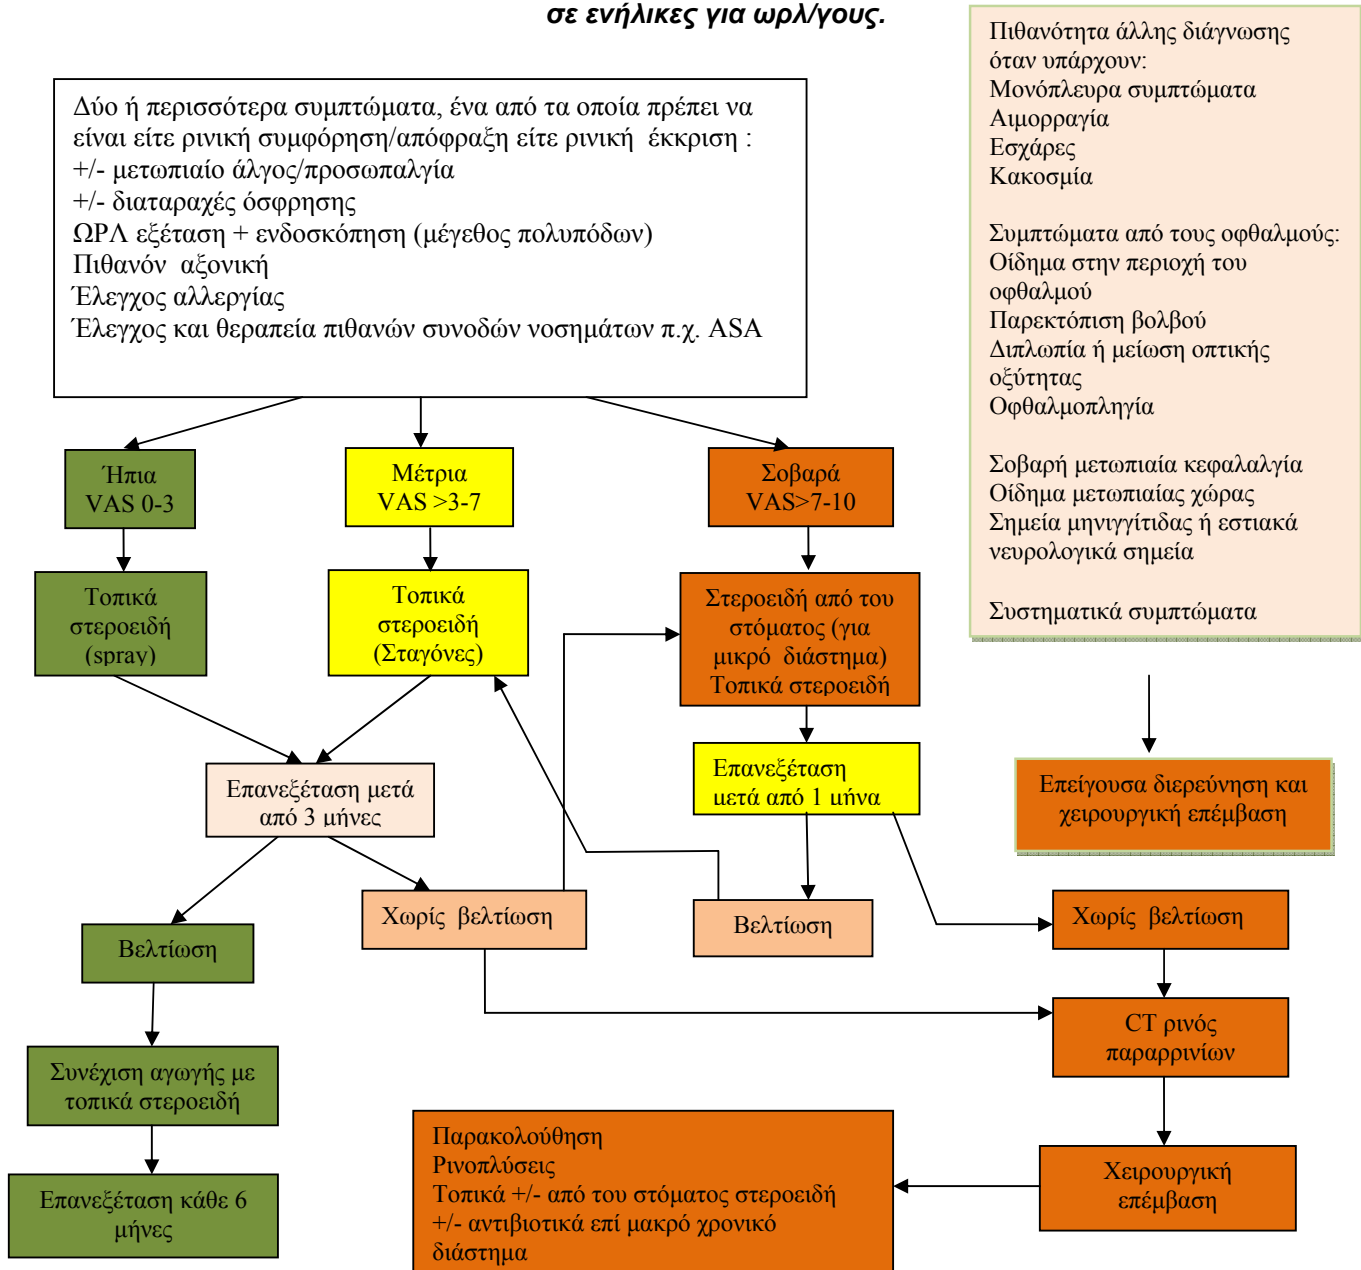 σε ενήλικες για ωρλ/γους.
Δύο ή περισσότερα συμπτώματα, ένα από τα οποία πρέπει να
είναι είτε ρινική συμφόρηση/απόφραξη είτε ρινική έκκριση :
+/- μετωπιαίο άλγος/προσωπαλγία
+/- διαταραχές όσφρησης
ΩΡΛ εξέταση + ενδοσκόπηση (μέγεθος πολυπόδων)
Πιθανόν αξονική
Έλεγχος αλλεργίας
Έλεγχος και θεραπεία πιθανών συνοδών νοσημάτων π.χ. ASA
Πιθανότητα άλλης διάγνωσης
όταν υπάρχουν:
Μονόπλευρα συμπτώματα
Αιμορραγία
Εσχάρες
Κακοσμία
Συμπτώματα από τους οφθαλμούς:
Οίδημα στην περιοχή του
οφθαλμού
Παρεκτόπιση βολβού
Διπλωπία ή μείωση οπτικής
οξύτητας
Οφθαλμοπληγία
Σοβαρή μετωπιαία κεφαλαλγία
Οίδημα μετωπιαίας χώρας
Σημεία μηνιγγίτιδας ή εστιακά
νευρολογικά σημεία
Συστηματικά συμπτώματα
Ήπια
VAS 0-3
Μέτρια
VAS >3-7
Σοβαρά
VAS>7-10
Τοπικά
στεροειδή
(spray)
Τοπικά
στεροειδή
(Σταγόνες)
Στεροειδή από του
στόματος (για
μικρό διάστημα)
Τοπικά στεροειδή
Επανεξέταση μετά
από 3 μήνες
Επανεξέταση
μετά από 1 μήνα
Επείγουσα διερεύνηση και
χειρουργική επέμβαση
Βελτίωση
Χωρίς βελτίωση
Βελτίωση
Χωρίς βελτίωση
Συνέχιση αγωγής με
τοπικά στεροειδή
CT ρινός
παραρρινίων
Επανεξέταση κάθε 6
μήνες
Παρακολούθηση
Ρινοπλύσεις
Τοπικά +/- από του στόματος στεροειδή
+/- αντιβιοτικά επί μακρό χρονικό
διάστημα
Χειρουργική
επέμβαση